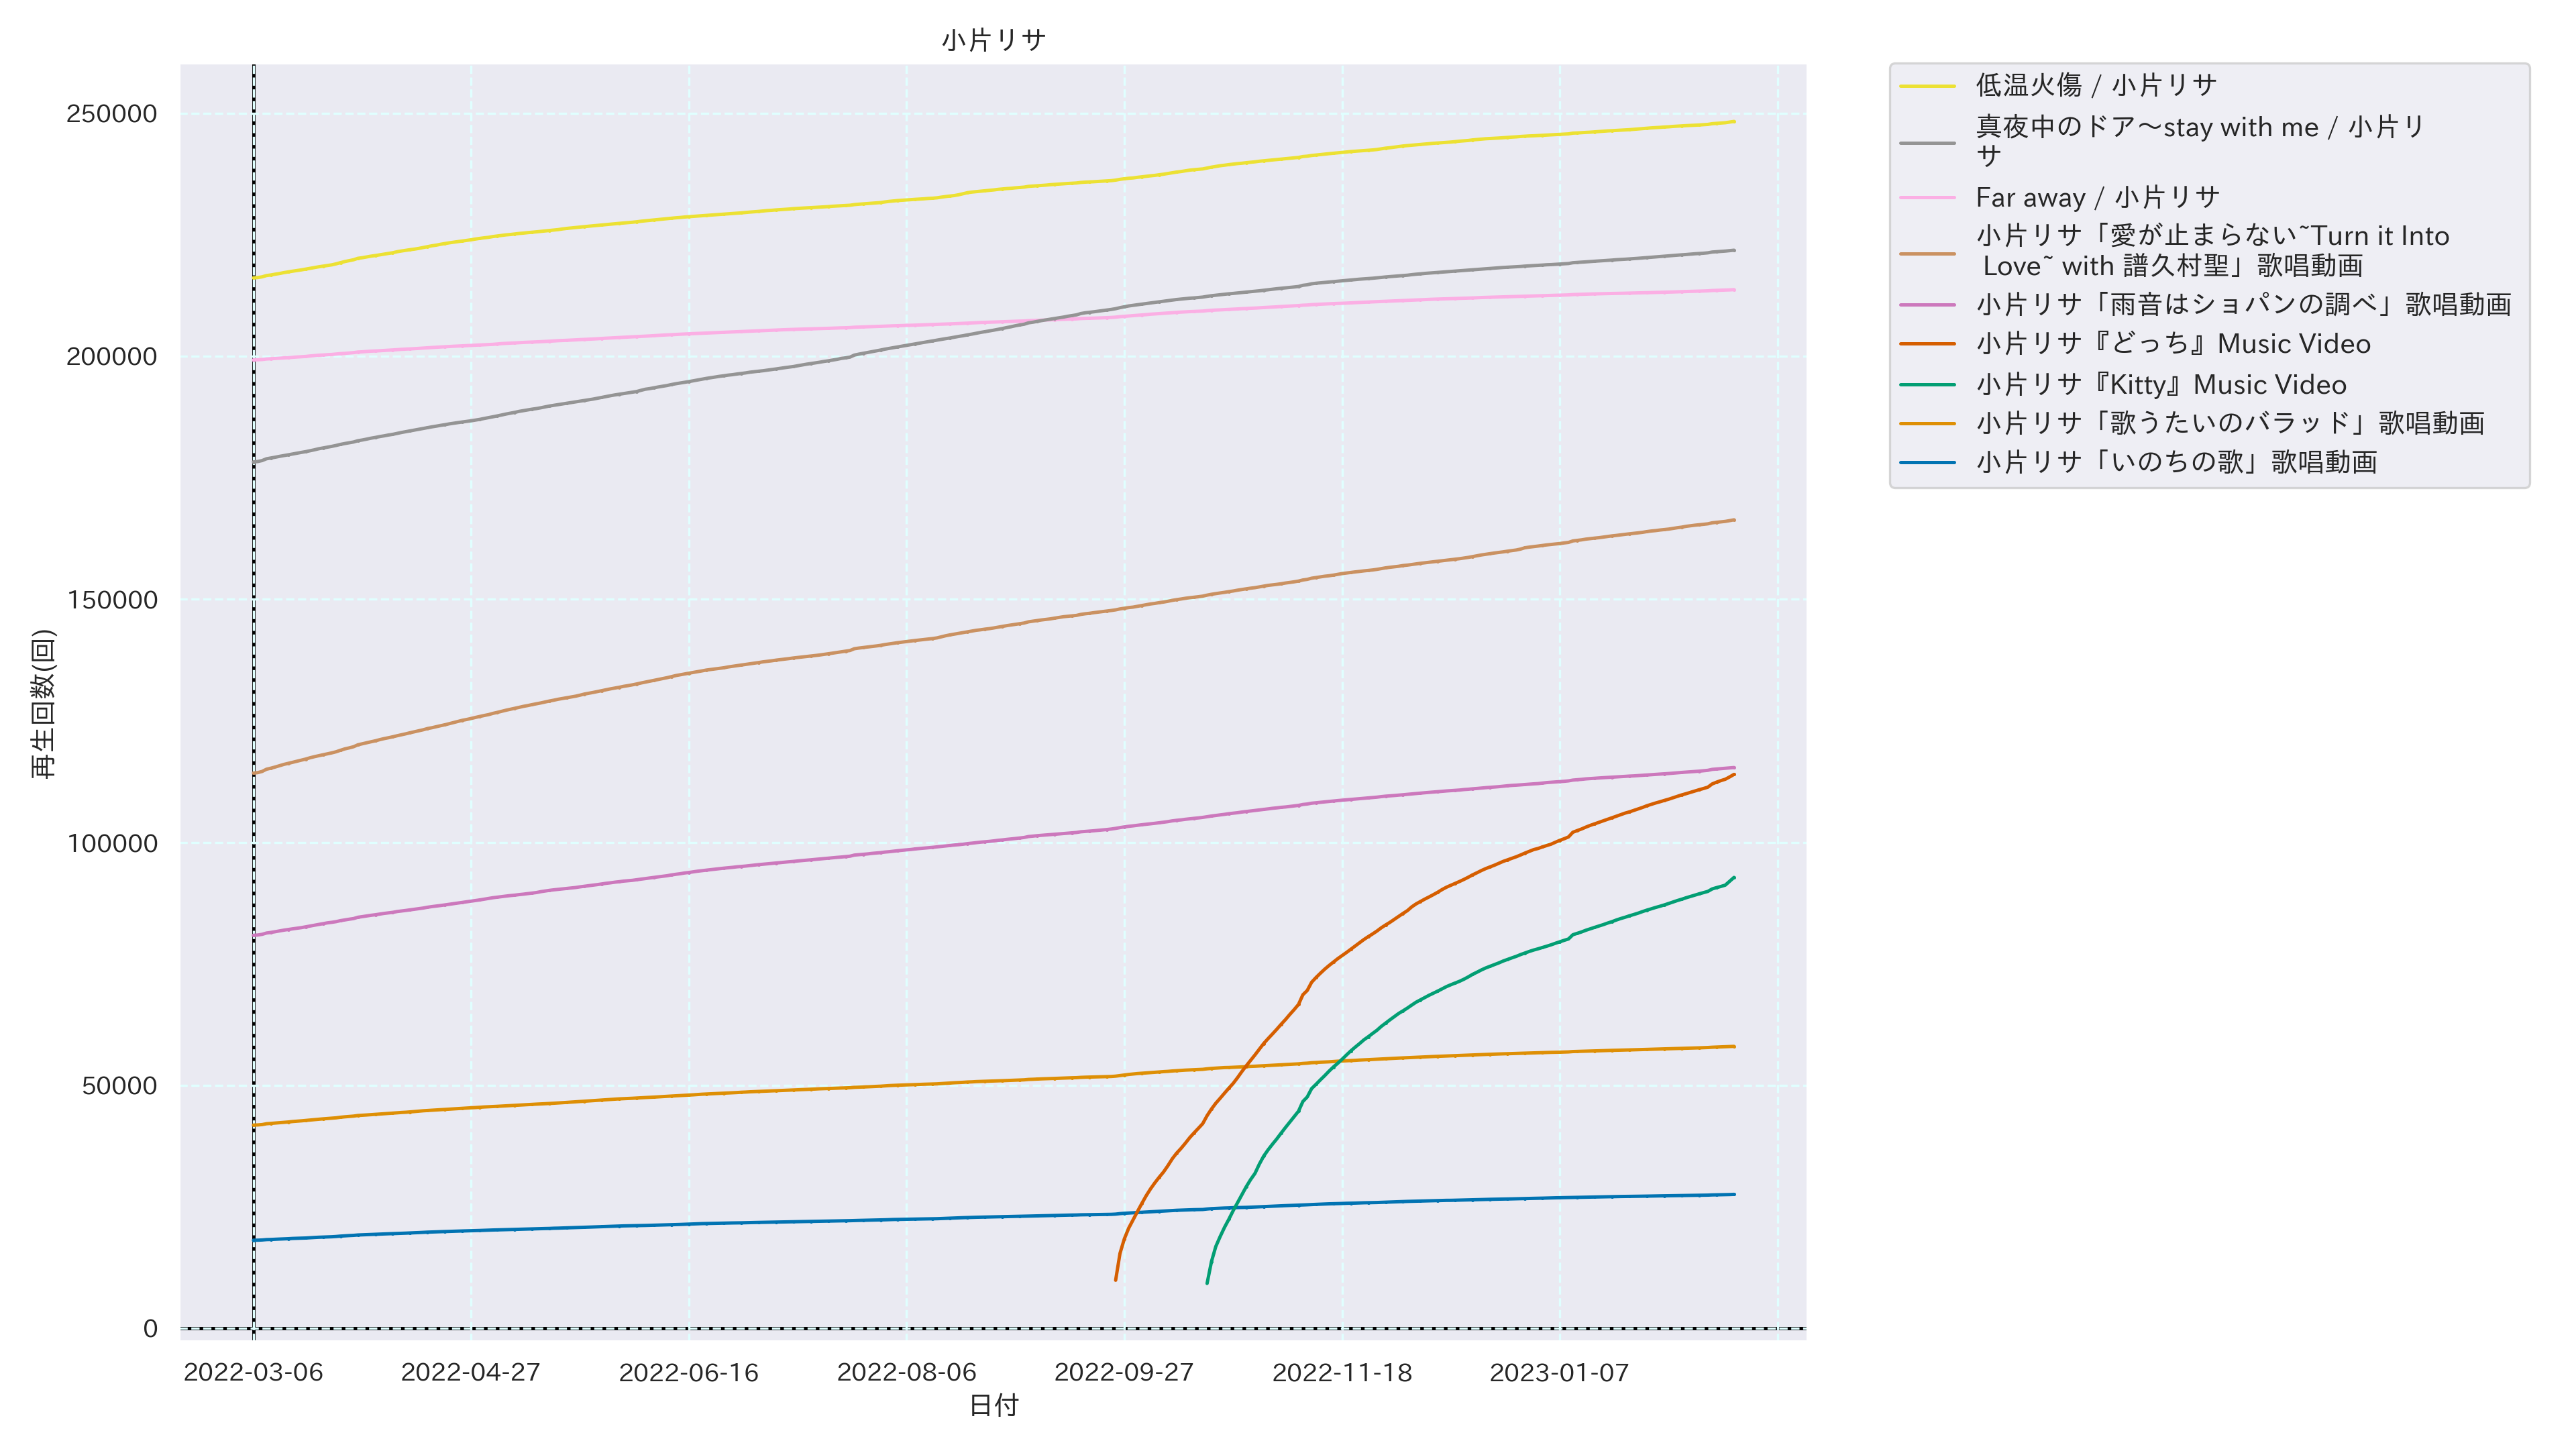 小片リサ
250000
200000
150000
100000
50000
0
再生回数(回)
2022-03-06
2022-04-27
2022-06-16
2022-08-06
2022-09-27
2022-11-18
2023-01-07
日付
低温火傷 / 小片リサ
真夜中のドア〜stay with me / 小片リ
サ
Far away / 小片リサ
小片リサ「愛が止まらない~Turn it Into
Love~ with 譜久村聖」歌唱動画
小片リサ「雨音はショパンの調べ」歌唱動画
小片リサ『どっち』Music Video
小片リサ『Kitty』Music Video
小片リサ「歌うたいのバラッド」歌唱動画
小片リサ「いのちの歌」歌唱動画